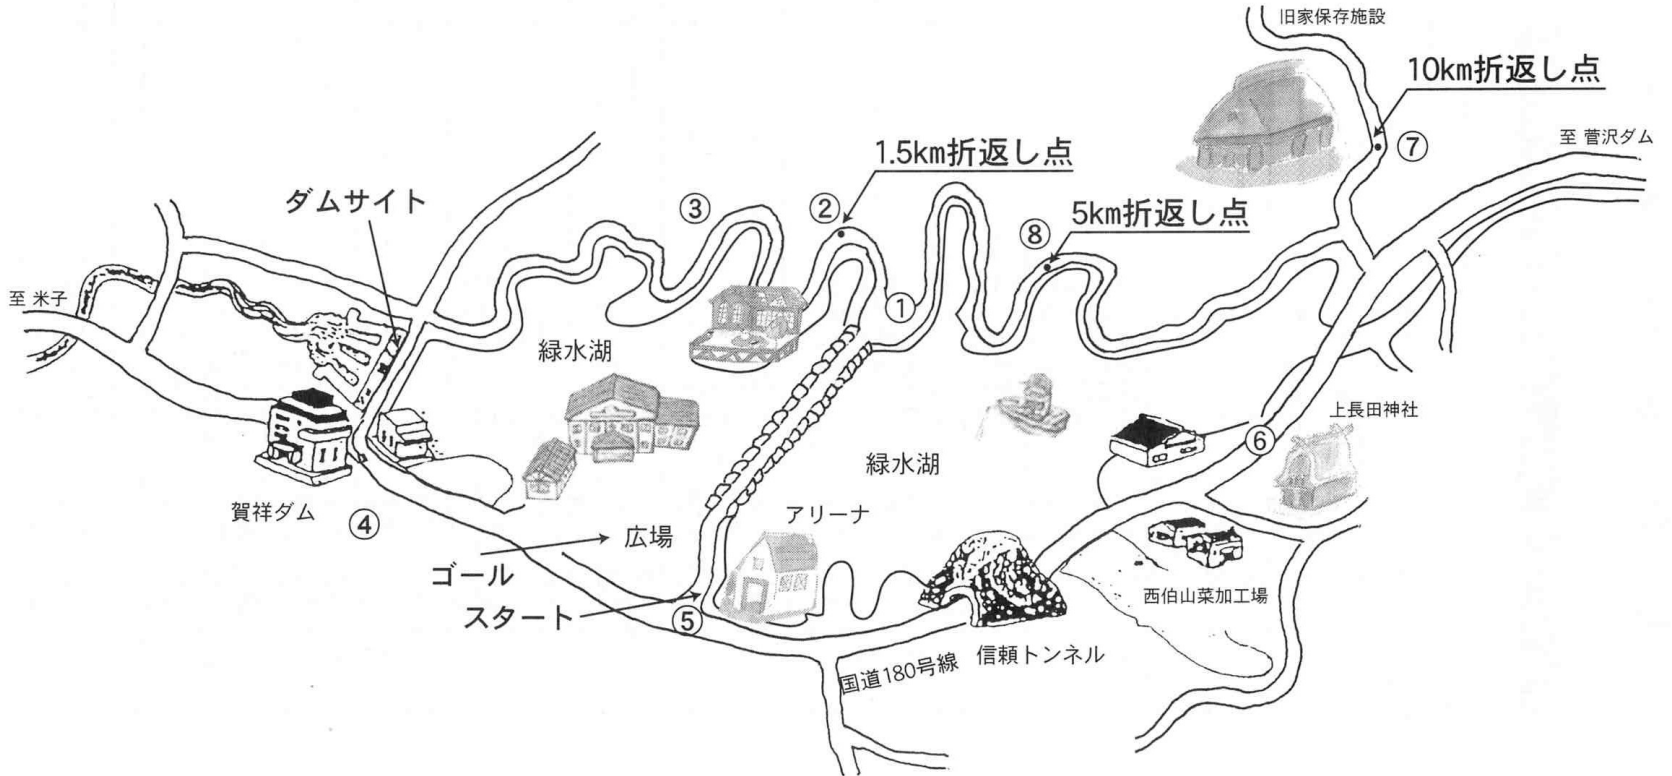 旧家保存施設
10km折返し点
⑦
至 菅沢ダム
1.5km折返し点
ダムサイト
③
②
5km折返し点
⑧
至 米子
①
緑水湖
上長田神社
⑥
緑水湖
賀祥ダム
④
アリーナ
広場
ゴール
スタート
⑤
西伯山菜加工場
信頼トンネル
国道180号線